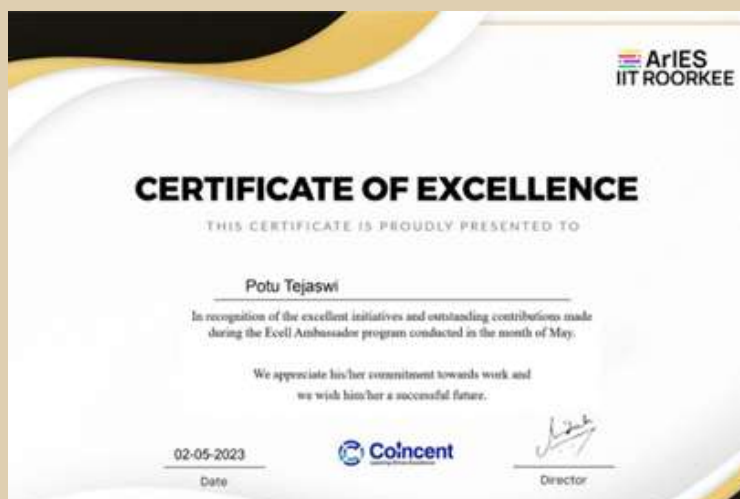 ArIES
IIT ROORKEE
CERTIFICATE OF EXCELLENCE
THIS CERTIFICATE IS PROUDLY PRESENTED TO
Potu Tejaswi
In recognition of the excellent initiatives and outstanding contributions made
during the Ecell Ambassador program conducted in the month of May.
We appreciate his/her commitment towards work and
we wish him/her a successful future.
02-05-2023
Date
Coincent
Director